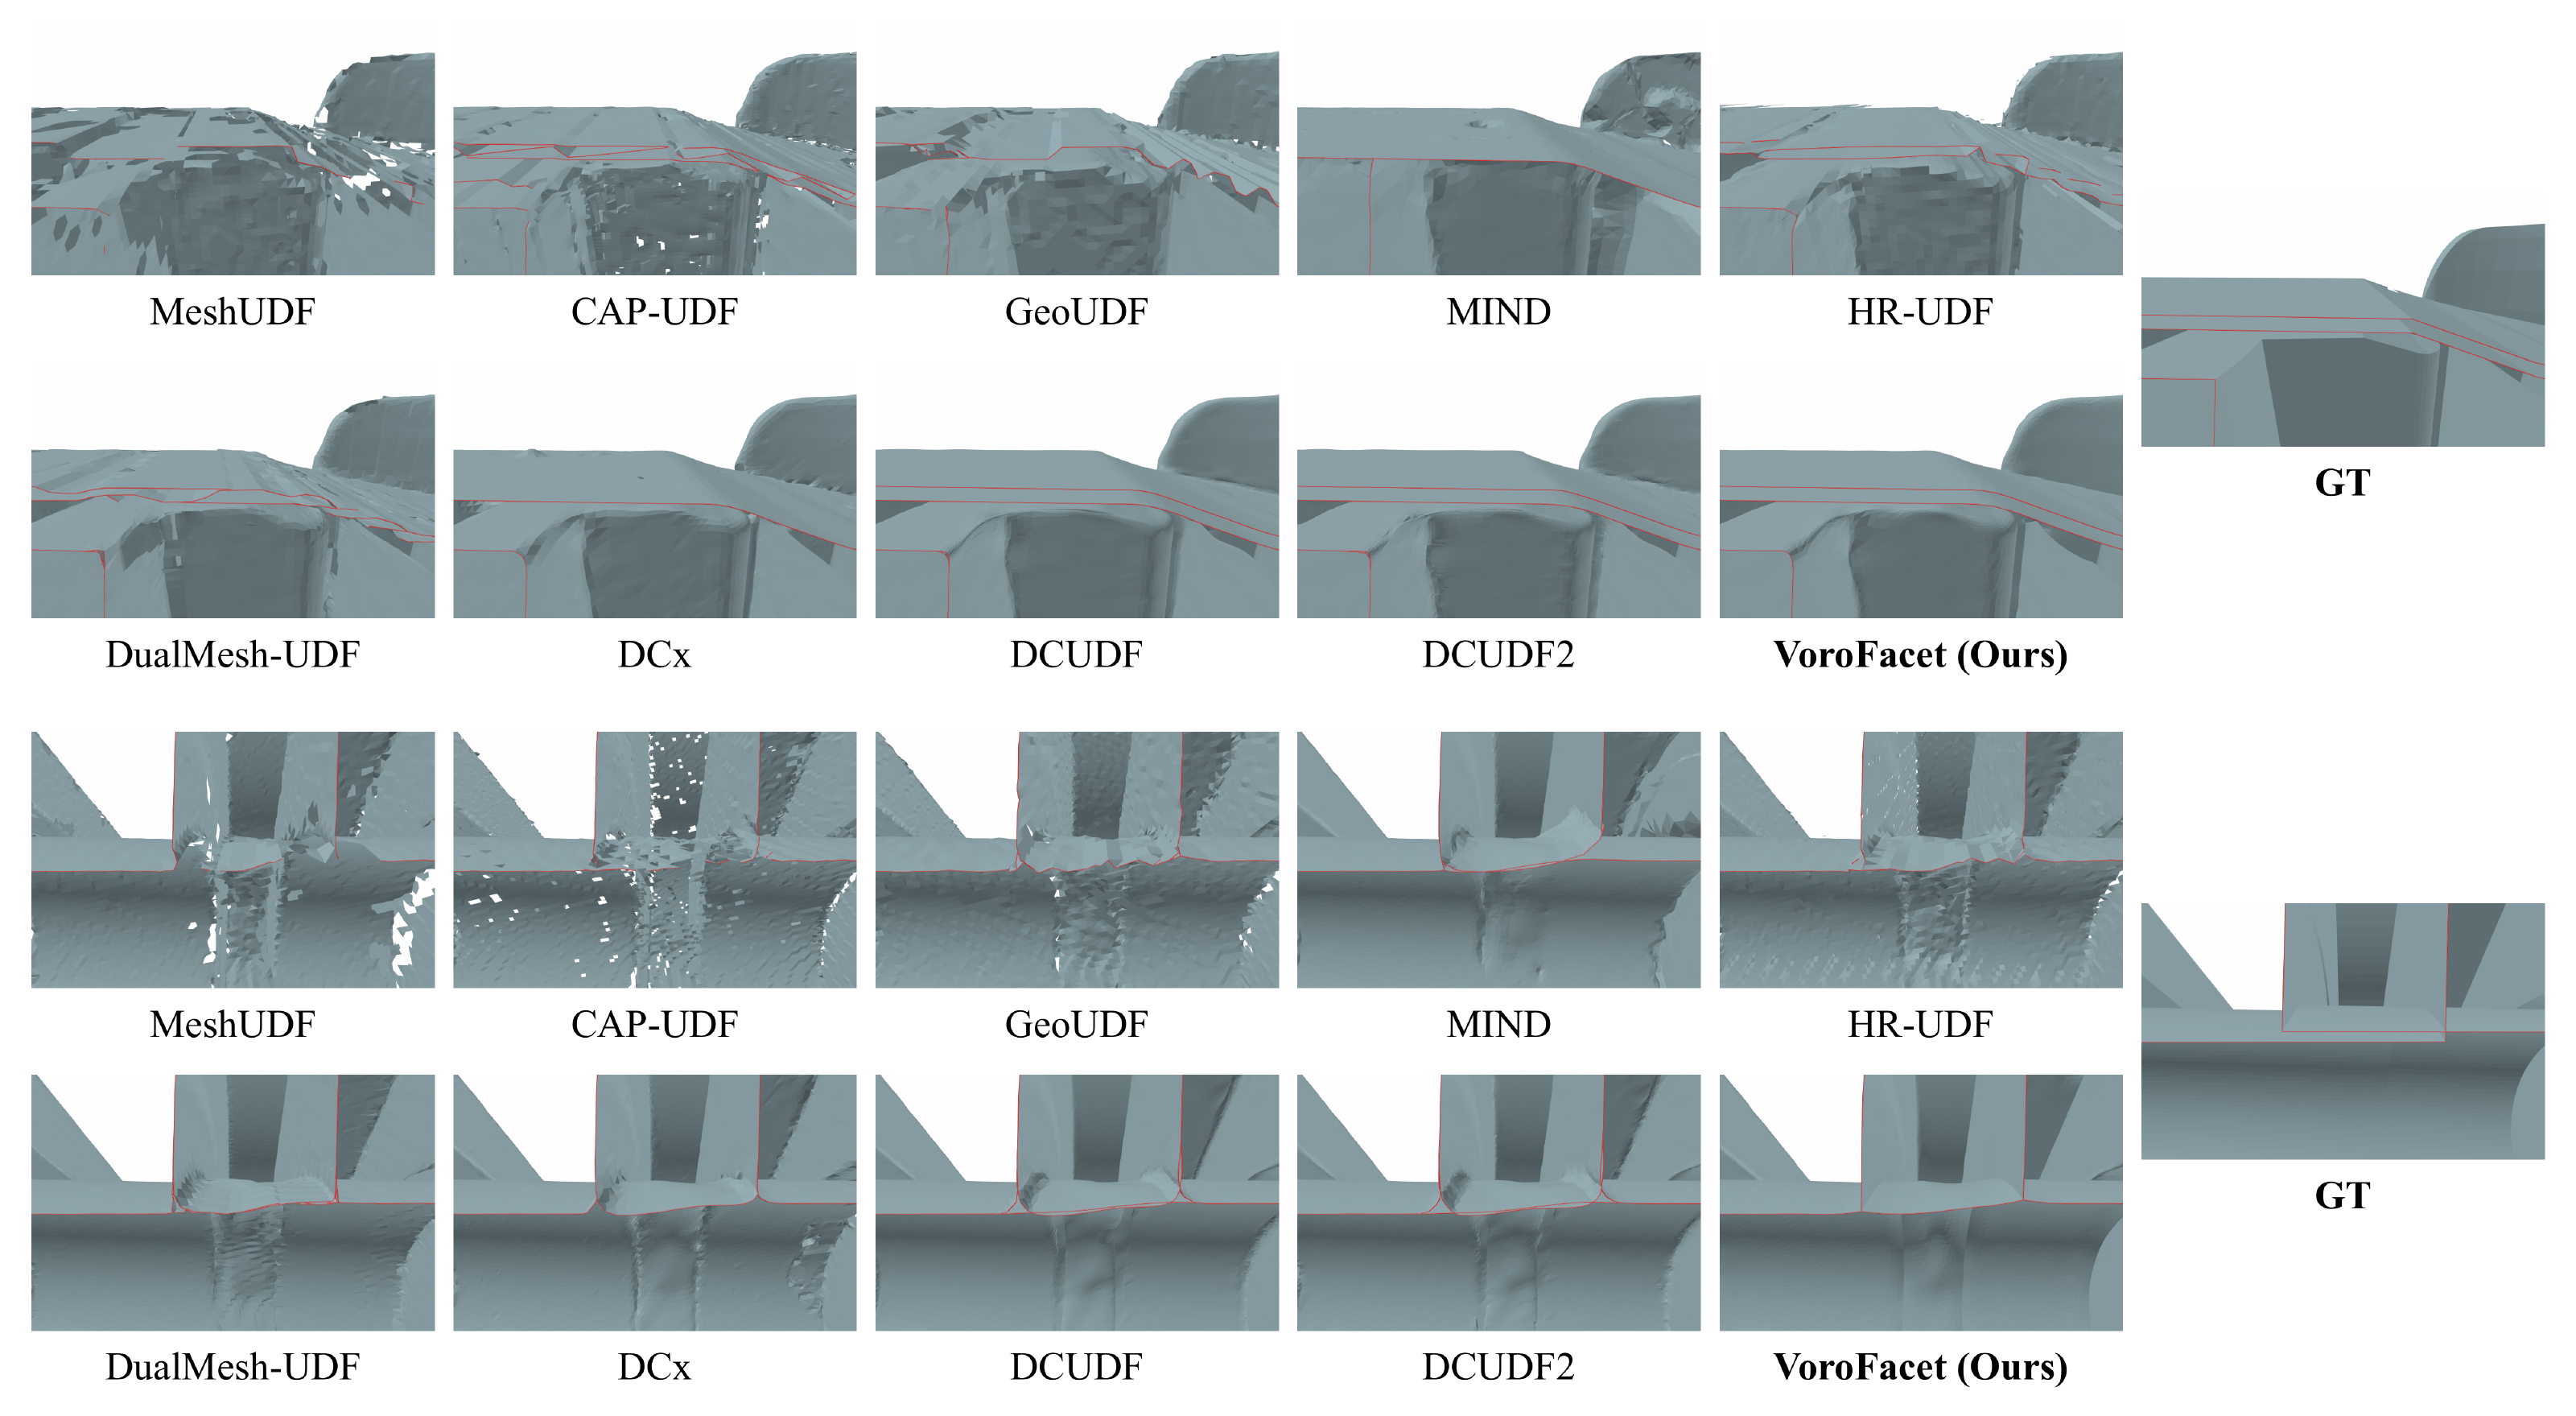 MeshUDF
CAP-UDF
GeoUDF
MIND
HR-UDF
GT
DualMesh-UDF
DCx
DCUDF
DCUDF2
VoroFacet (Ours)
MeshUDF
CAP-UDF
GeoUDF
MIND
HR-UDF
GT
DualMesh-UDF
DCx
DCUDF
DCUDF2
VoroFacet (Ours)